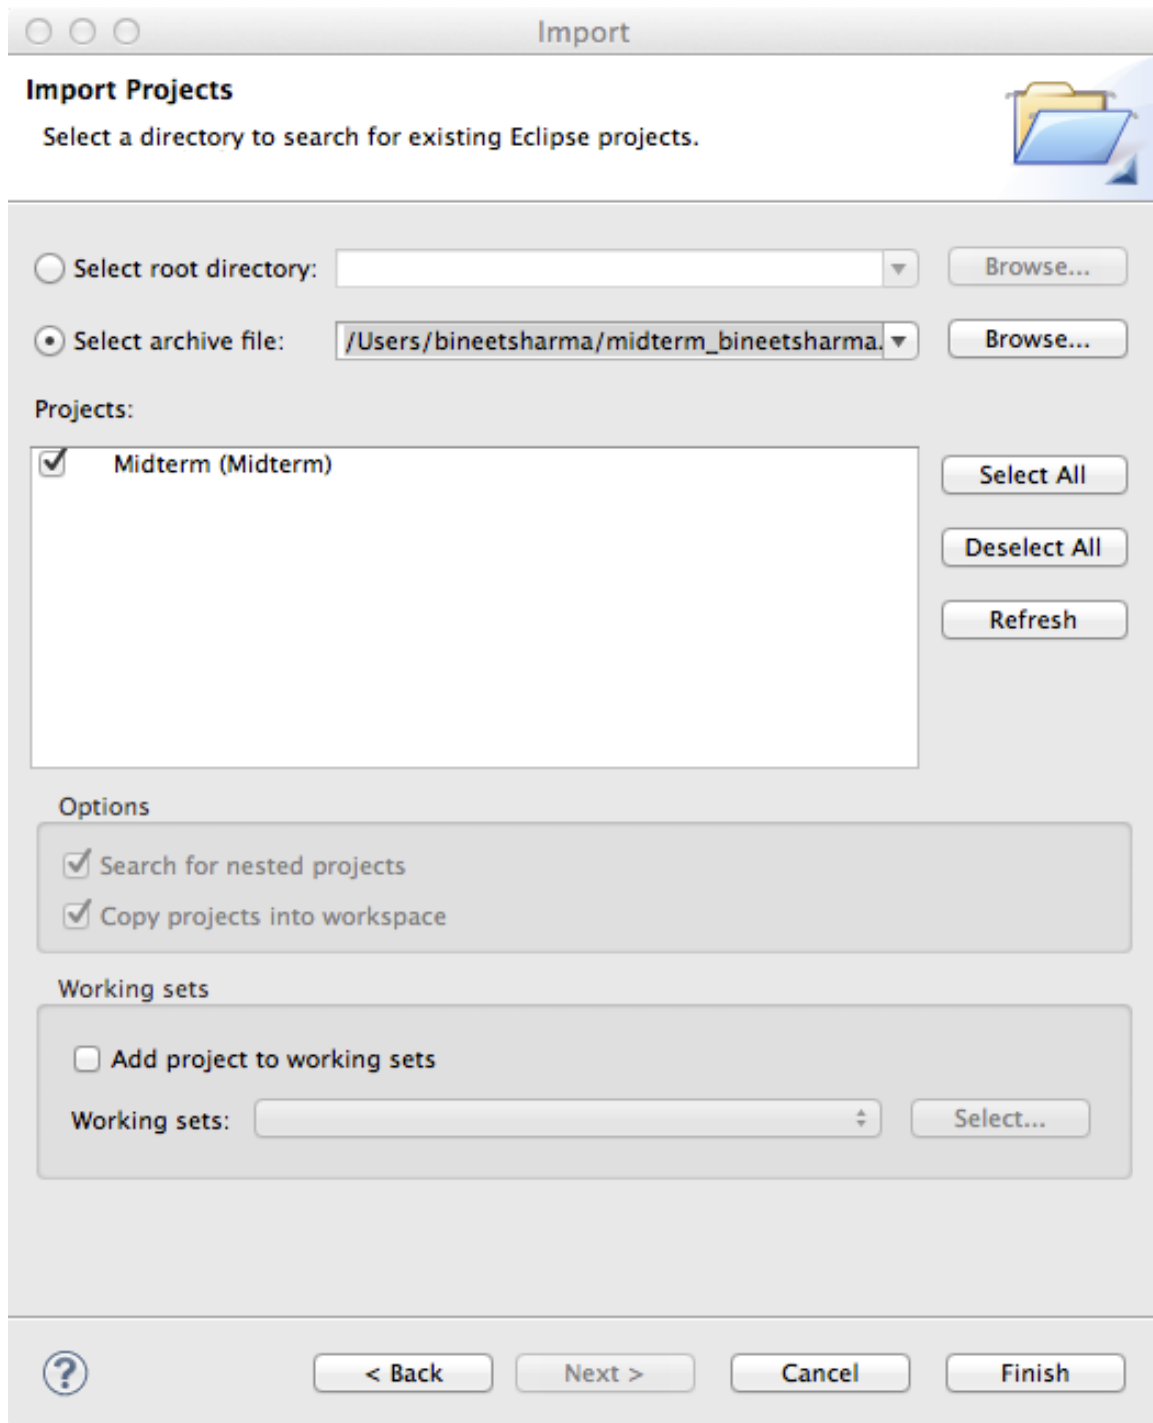 Import
Import Projects
Select a directory to search for existing Eclipse projects.
Select root directory: Browse...
Select archive file: /Users/bineetsharma/midterm_bineetsharma. Browse...
Projects:
Midterm (Midterm)
Select All
Deselect All
Refresh
Options
Search for nested projects
Copy projects into workspace
Working sets
Add project to working sets
Working sets: Select...
? < Back Next > Cancel Finish